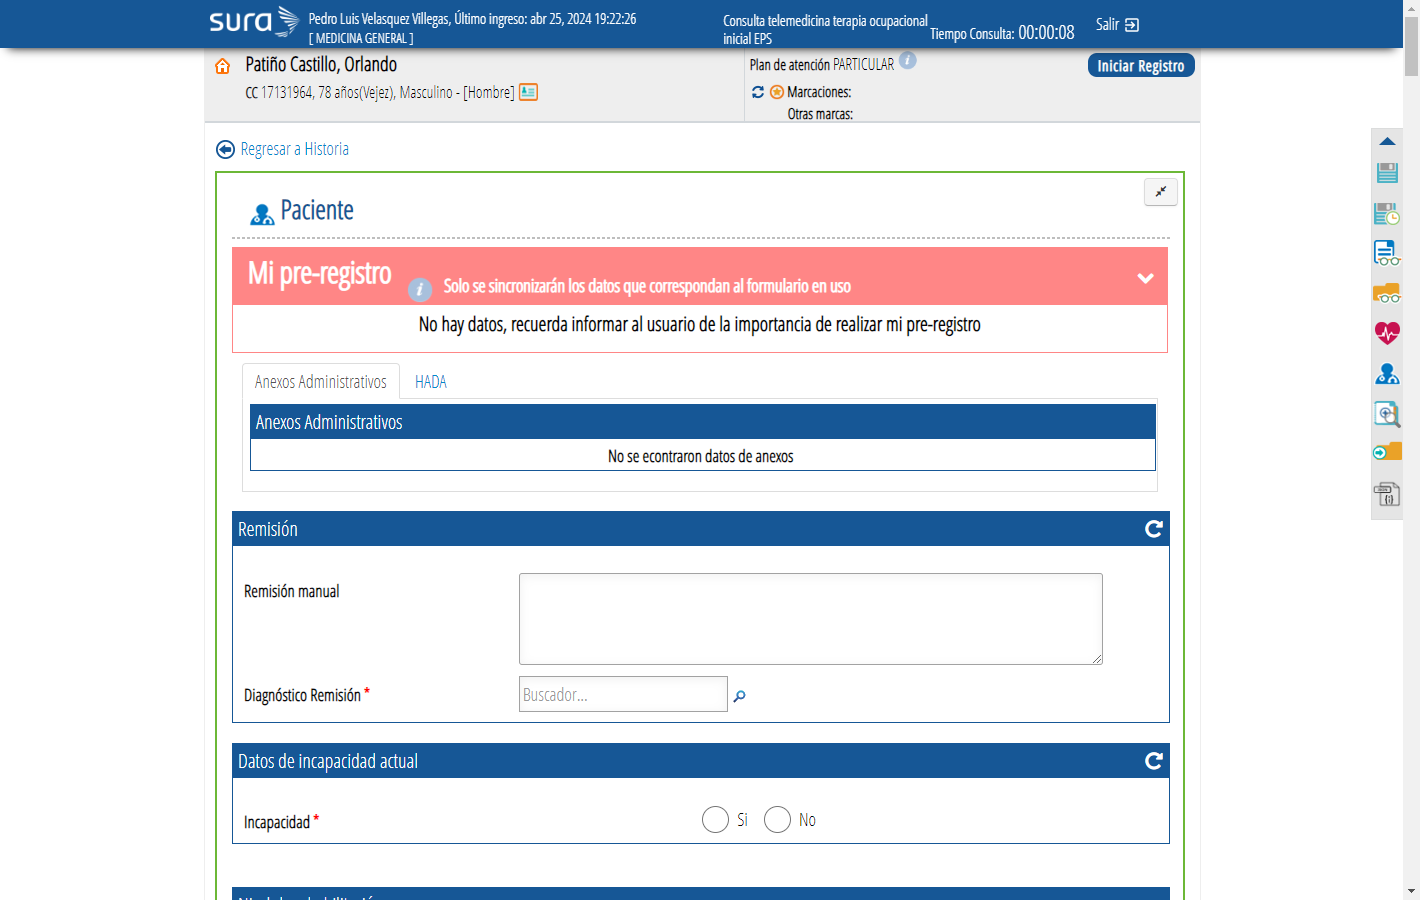 sura
Pedro Luis Velasquez Villegas, Último ingreso: abr 25, 2024 19:22:26
[ MEDICINA GENERAL ]
Consulta telemedicina terapia ocupacional
inicial EPS
Tiempo Consulta: 00:00:08
Salir
Patiño Castillo, Orlando
CC 17131964, 78 años(Vejez), Masculino - [Hombre]
Plan de atención PARTICULAR
Marcaciones:
Otras marcas:
Iniciar Registro
Regresar a Historia
Paciente
Mi pre-registro
Solo se sincronizarán los datos que correspondan al formulario en uso
No hay datos, recuerda informar al usuario de la importancia de realizar mi pre-registro
Anexos Administrativos
HADA
Anexos Administrativos
No se econtraron datos de anexos
Remisión
Remisión manual
Diagnóstico Remisión *
Buscador...
Datos de incapacidad actual
Incapacidad *
Si
No